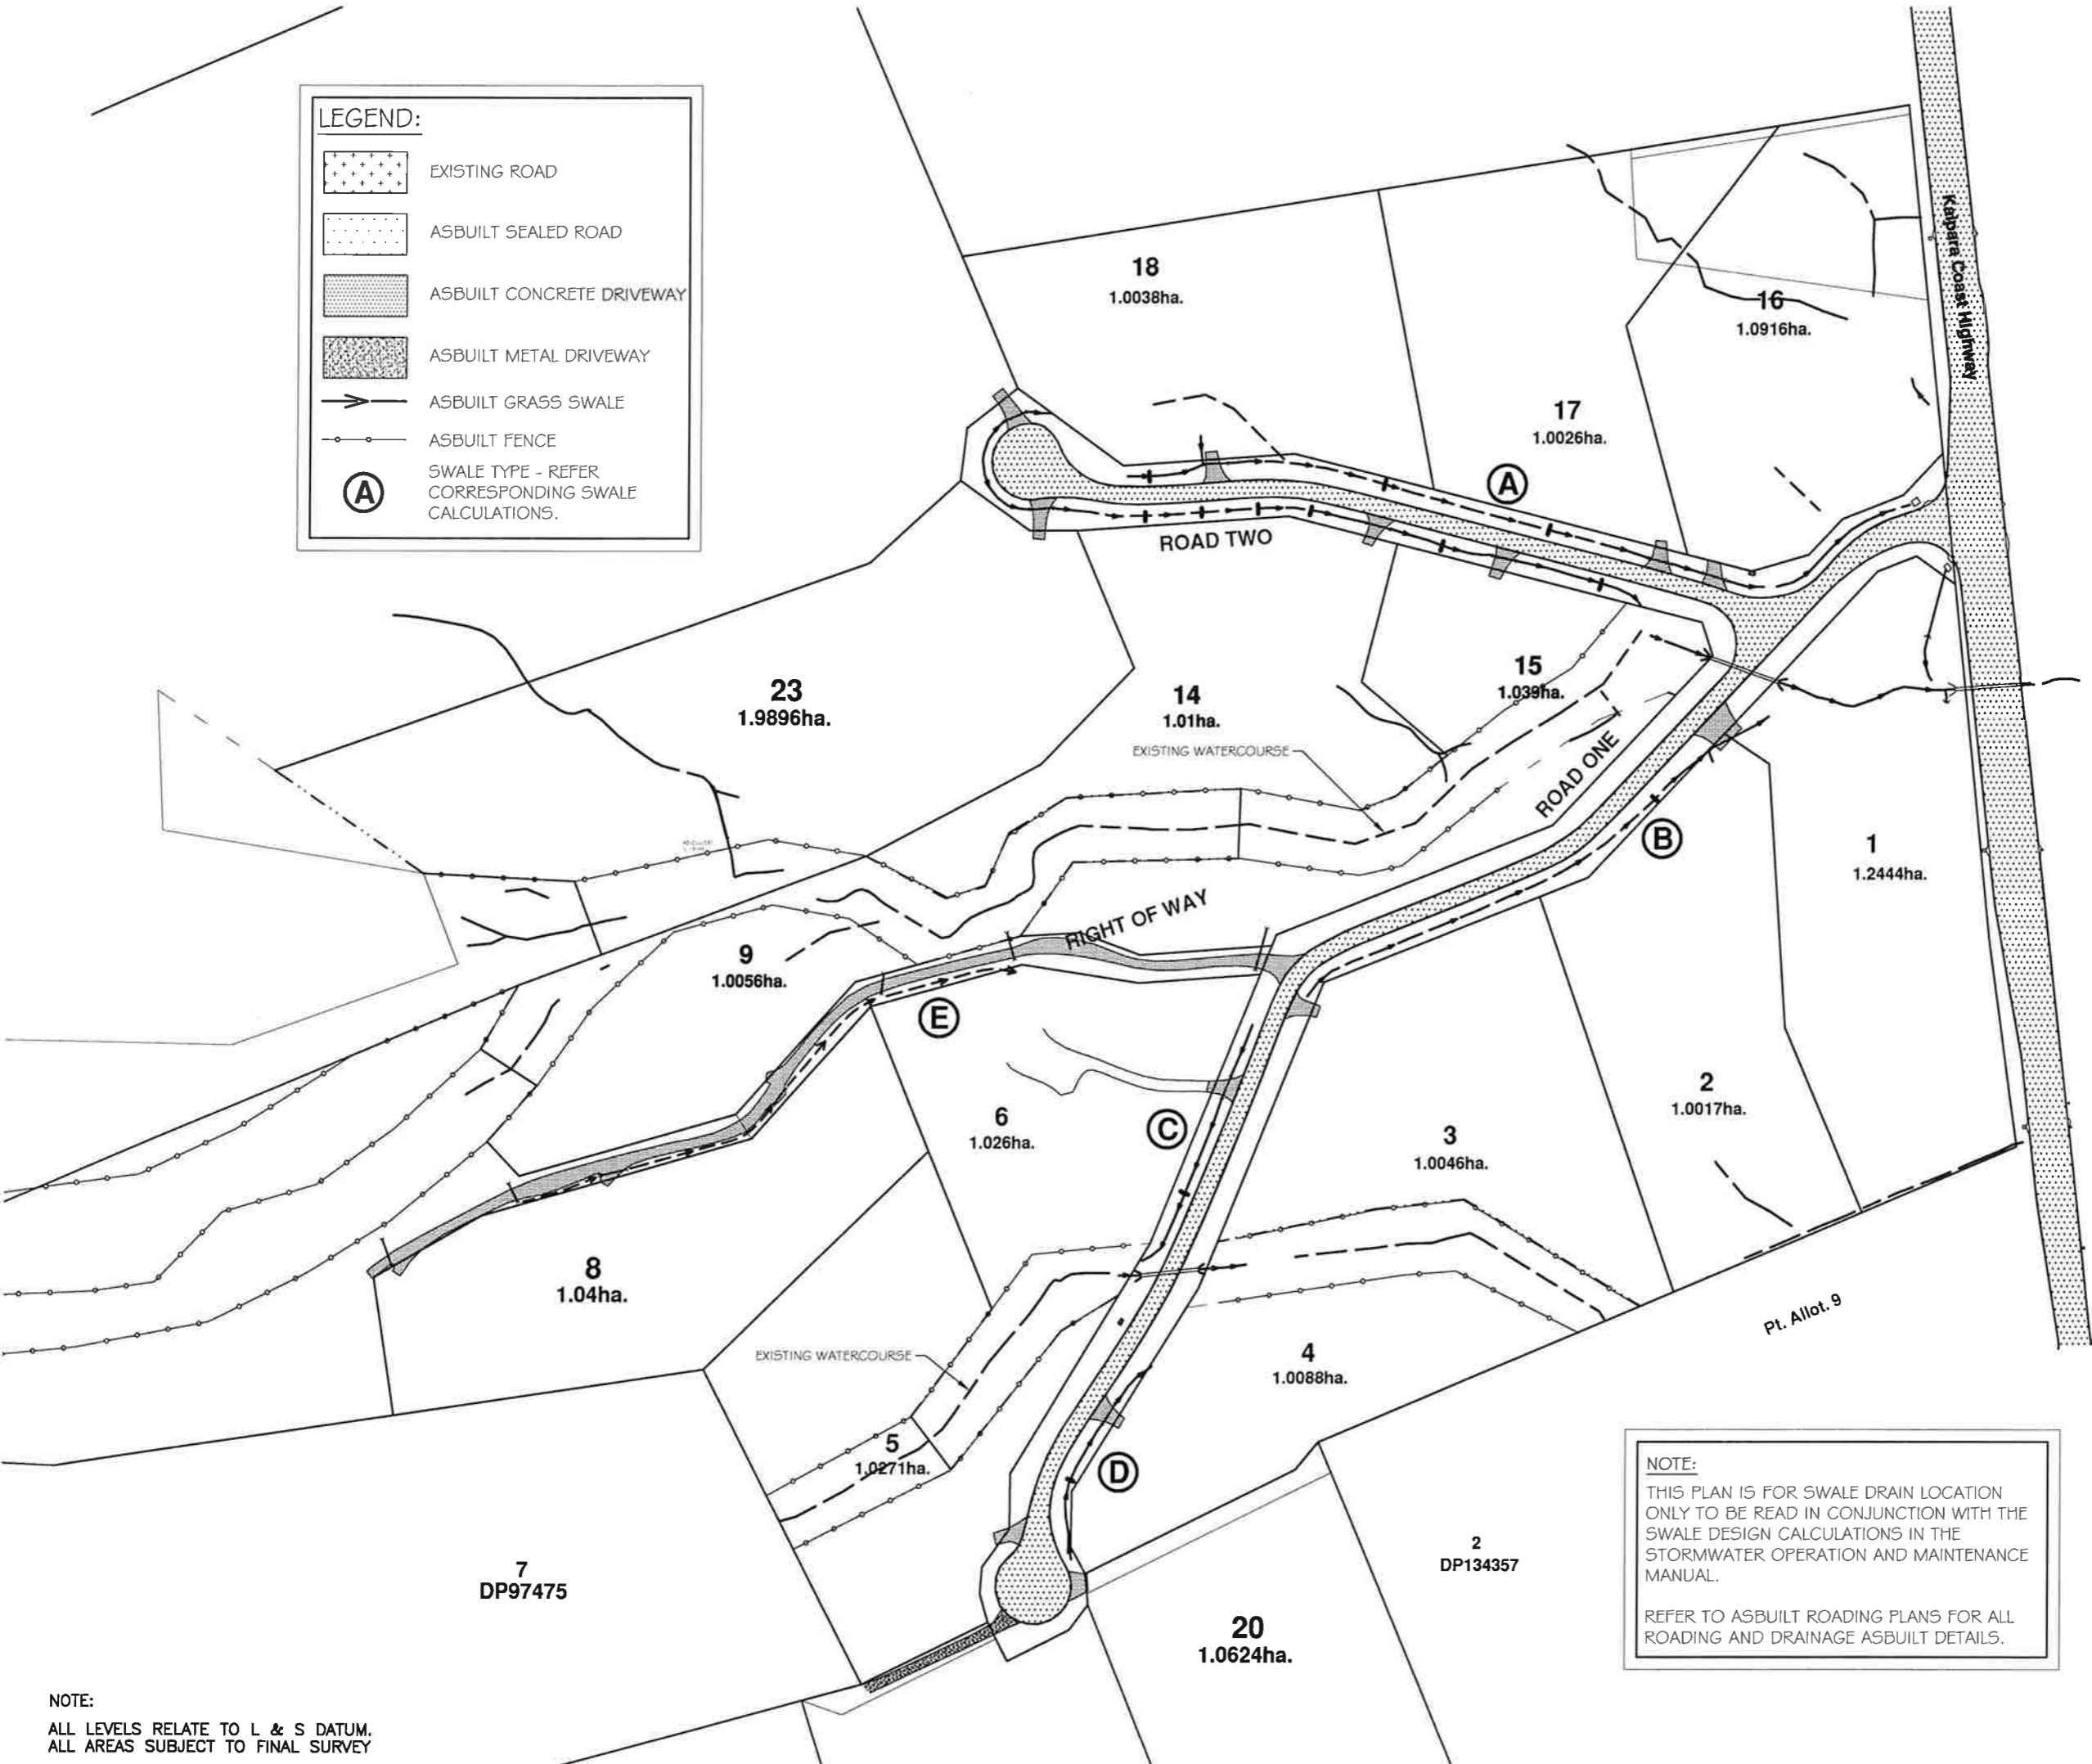 LEGEND:
EXISTING ROAD
ASBUILT SEALED ROAD
ASBUILT CONCRETE DRIVEWAY
ASBUILT METAL DRIVEWAY
ASBUILT GRASS SWALE
ASBUILT FENCE
A
SWALE TYPE - REFER
CORRESPONDING SWALE
CALCULATIONS.
Kaipara Coast Highway
18
1.0038ha.
16
1.0916ha.
17
1.0026ha.
A
ROAD TWO
23
1.9896ha.
14
1.01ha.
15
1.039ha.
EXISTING WATERCOURSE
ROAD ONE
B
1
1.2444ha.
RIGHT OF WAY
9
1.0056ha.
E
6
1.026ha.
C
3
1.0046ha.
2
1.0017ha.
8
1.04ha.
Pt. Allot. 9
EXISTING WATERCOURSE
4
1.0088ha.
5
1.0271ha.
D
7
DP97475
2
DP134357
20
1.0624ha.
NOTE:
THIS PLAN IS FOR SWALE DRAIN LOCATION
ONLY TO BE READ IN CONJUNCTION WITH THE
SWALE DESIGN CALCULATIONS IN THE
STORMWATER OPERATION AND MAINTENANCE
MANUAL.
REFER TO ASBUILT ROADING PLANS FOR ALL
ROADING AND DRAINAGE ASBUILT DETAILS.
NOTE:
ALL LEVELS RELATE TO L & S DATUM.
ALL AREAS SUBJECT TO FINAL SURVEY